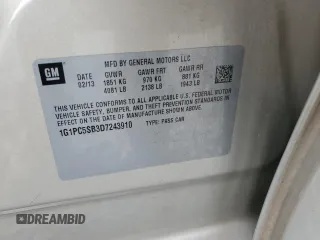 GM
MFD BY GENERAL MOTORS LLC
DATE GVWR GAWR FRT GAWR RR
02/13 1851 KG 970 KG 881 KG
4081 LB 2138 LB 1943 LB
THIS VEHICLE CONFORMS TO ALL APPLICABLE U.S. FEDERAL MOTOR
VEHICLE SAFETY, BUMPER, AND THEFT PREVENTION STANDARDS
IN EFFECT ON THE DATE OF MANUFACTURE SHOWN ABOVE.
1G1PC5SB3D7243910 TYPE: PASS CAR
DREAMBID